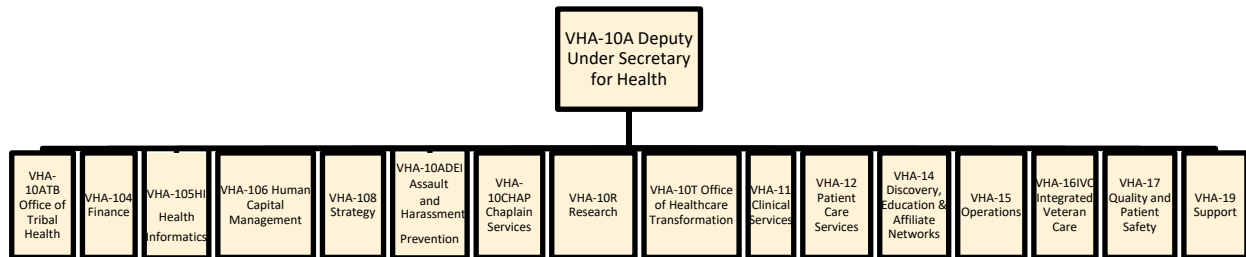 VHA-10A Deputy
Under Secretary
for Health
VHA-
10ATB
Office of
Tribal
Health
VHA-104
Finance
VHA-105HI
Health
Informatics
VHA-106 Human
Capital
Management
VHA-108
Strategy
VHA-10ADEI
Assault
and
Harassment
Prevention
VHA-
10CHAP
Chaplain
Services
VHA-10R
Research
VHA-10T Office
of Healthcare
Transformation
VHA-11
Clinical
Services
VHA-12
Patient
Care
Services
VHA-14
Discovery,
Education &
Affiliate
Networks
VHA-15
Operations
VHA-16IVC
Integrated
Veteran
Care
VHA-17
Quality and
Patient
Safety
VHA-19
Support